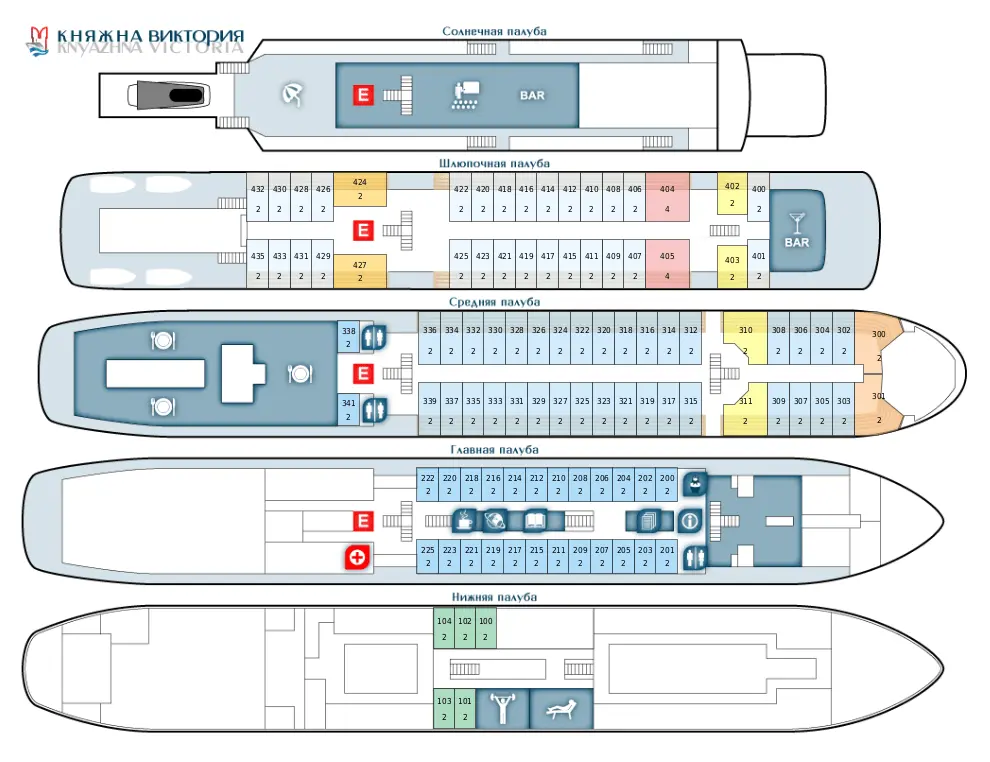 КНЯЖНА ВИКТОРИЯ
KNYAZHNA VICTORIA
Солнечная палуба
E
BAR
Шлюпочная палуба
432 430 428 426 424 422 420 418 416 414 412 410 408 406 404 402 400
2 2 2 2 2 2 2 2 2 2 2 2 2 2 4 2 2
E
BAR
435 433 431 429 427 425 423 421 419 417 415 411 409 407 405 403 401
2 2 2 2 2 2 2 2 2 2 2 2 2 2 4 2 2
Средняя палуба
338 336 334 332 330 328 326 324 322 320 318 316 314 312 310 308 306 304 302 300
2 2 2 2 2 2 2 2 2 2 2 2 2 2 2 2 2 2 2 2
E
341 339 337 335 333 331 329 327 325 323 321 319 317 315 311 309 307 305 303 301
2 2 2 2 2 2 2 2 2 2 2 2 2 2 2 2 2 2 2 2
Главная палуба
222 220 218 216 214 212 210 208 206 204 202 200
2 2 2 2 2 2 2 2 2 2 2 2
E i
225 223 221 219 217 215 211 209 207 205 203 201
2 2 2 2 2 2 2 2 2 2 2 2
Нижняя палуба
104 102 100
2 2 2
103 101
2 2